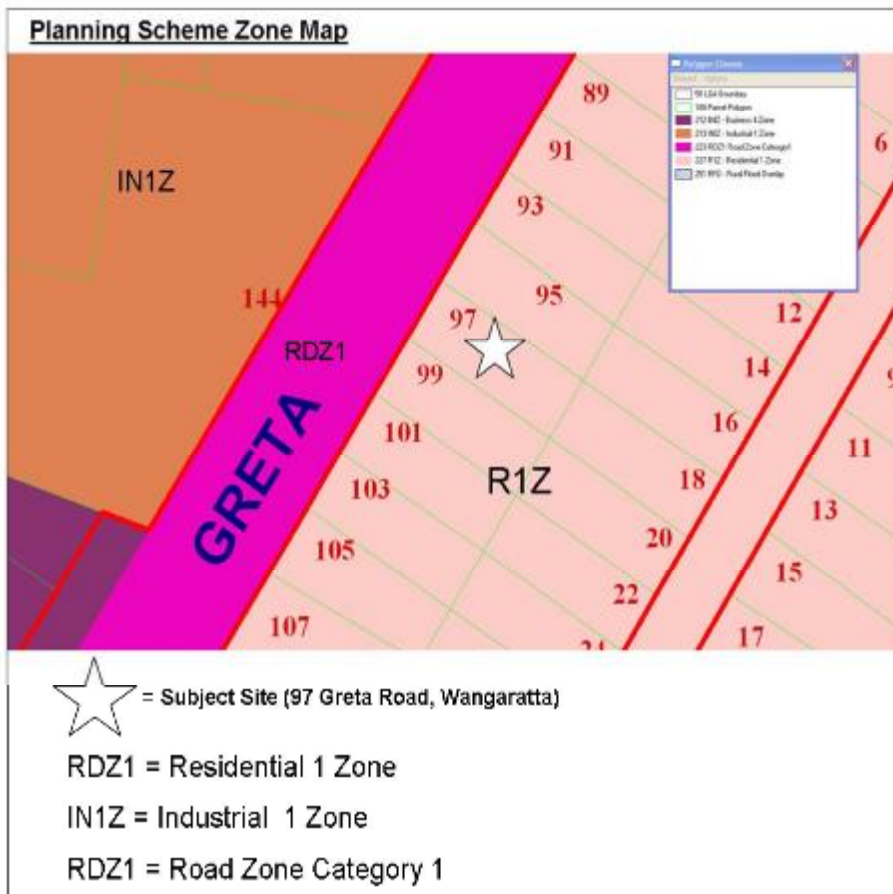 Planning Scheme Zone Map
Polygon Classes
89
91
6
IN1Z
93
144
95
97
12
RDZ1
99
14
GRETA
101
16
11
R1Z
18
103
13
20
105
15
22
107
17
= Subject Site (97 Greta Road, Wangaratta)
RDZ1 = Residential 1 Zone
IN1Z = Industrial 1 Zone
RDZ1 = Road Zone Category 1